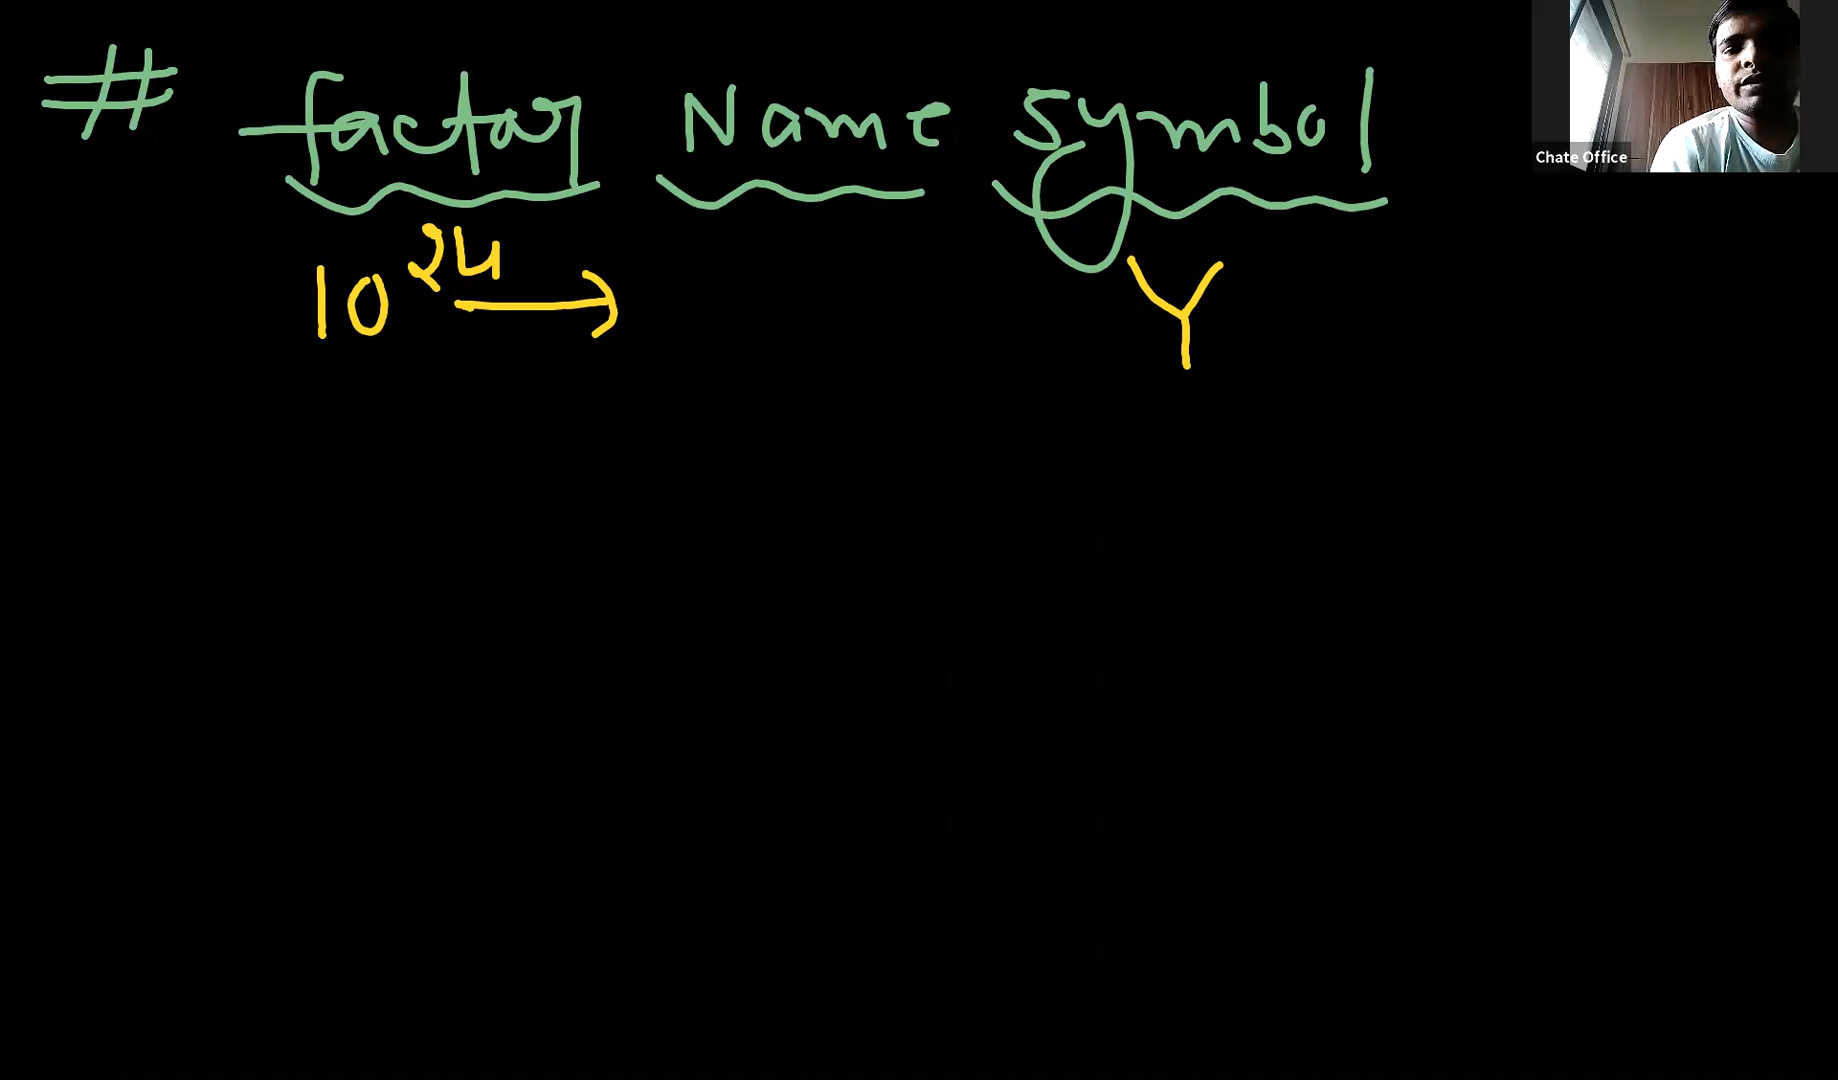 # factor Name Symbol
10²⁴ → Y
Chate Office